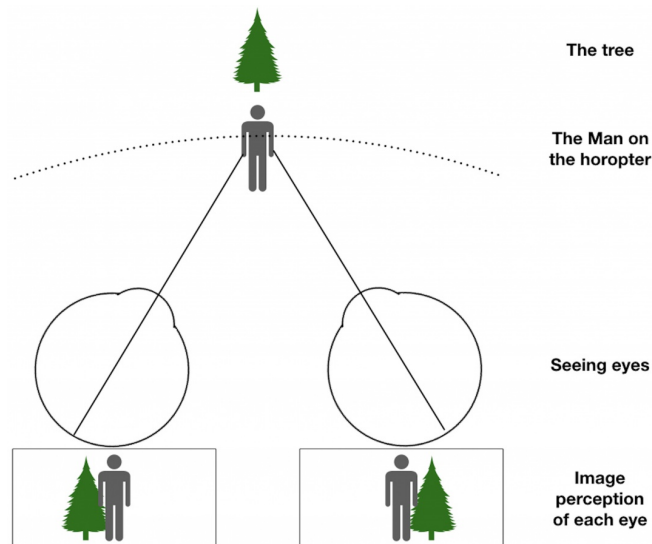 The tree
The Man on
the horopter
Seeing eyes
Image
perception
of each eye